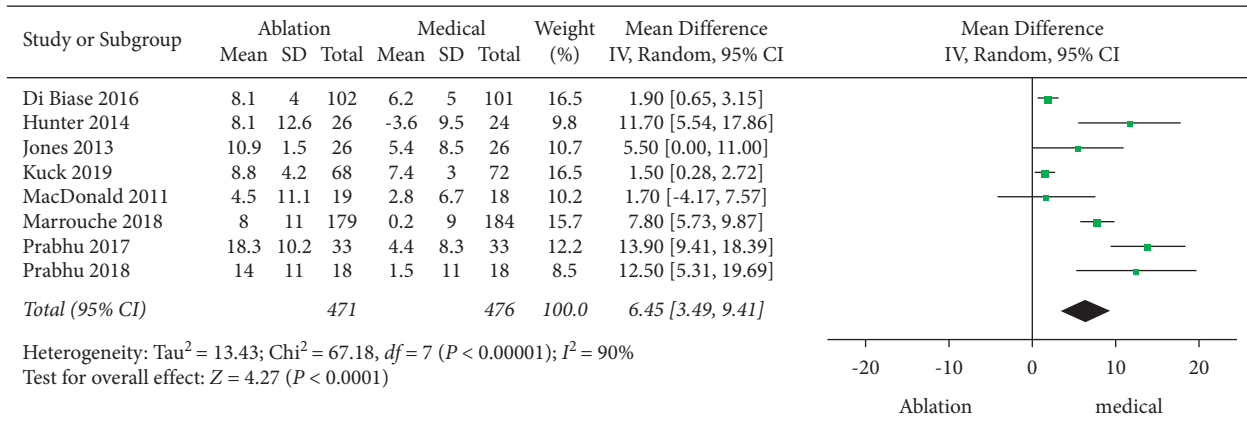 Study or Subgroup Ablation Medical Weight Mean Difference Mean Difference
Mean SD Total Mean SD Total (%) IV, Random, 95% CI IV, Random, 95% CI
Di Biase 2016 8.1 4 102 6.2 5 101 16.5 1.90 [0.65, 3.15]
Hunter 2014 8.1 12.6 26 -3.6 9.5 24 9.8 11.70 [5.54, 17.86]
Jones 2013 10.9 1.5 26 5.4 8.5 26 10.7 5.50 [0.00, 11.00]
Kuck 2019 8.8 4.2 68 7.4 3 72 16.5 1.50 [0.28, 2.72]
MacDonald 2011 4.5 11.1 19 2.8 6.7 18 10.2 1.70 [-4.17, 7.57]
Marrouche 2018 8 11 179 0.2 9 184 15.7 7.80 [5.73, 9.87]
Prabhu 2017 18.3 10.2 33 4.4 8.3 33 12.2 13.90 [9.41, 18.39]
Prabhu 2018 14 11 18 1.5 11 18 8.5 12.50 [5.31, 19.69]
Total (95% CI) 471 476 100.0 6.45 [3.49, 9.41]
Heterogeneity: Tau² = 13.43; Chi² = 67.18, df = 7 (P < 0.00001); I² = 90%
Test for overall effect: Z = 4.27 (P < 0.0001)
-20 -10 0 10 20
Ablation medical